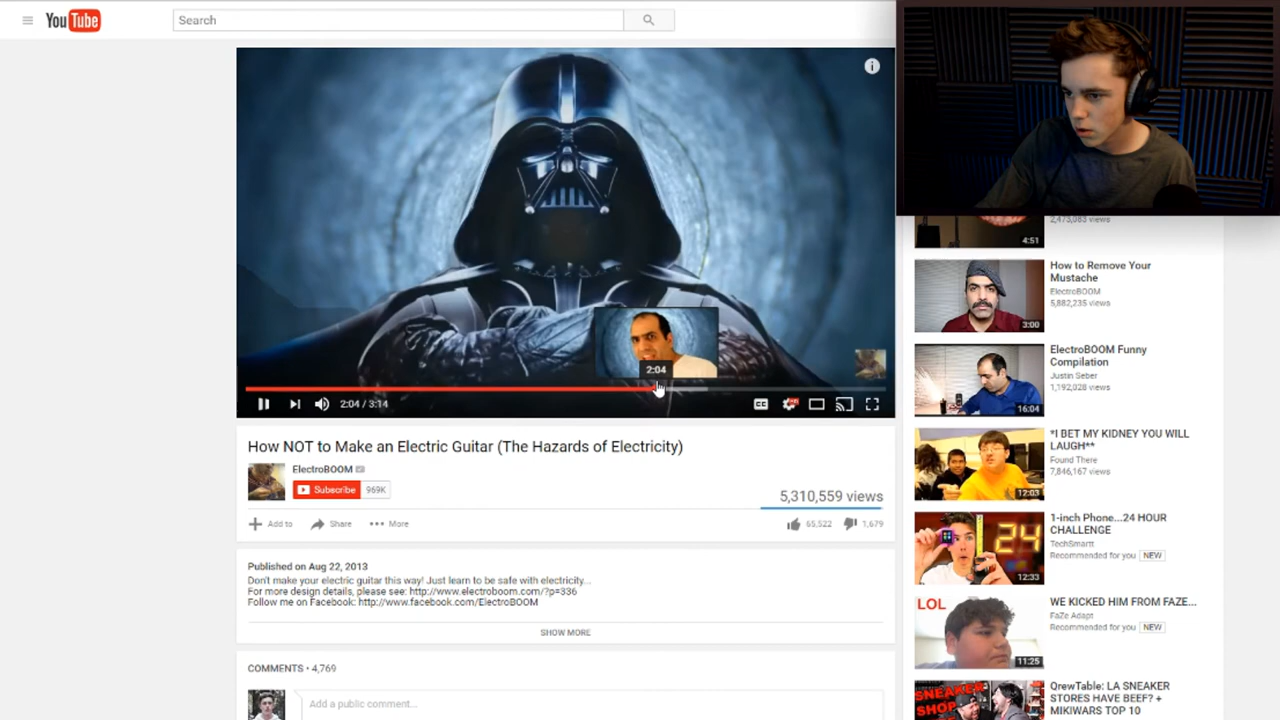 YouTube
Search
2:04
2:04 / 3:14
CC
How NOT to Make an Electric Guitar (The Hazards of Electricity)
ElectroBOOM
Subscribe 969K
5,310,559 views
Add to Share More
65,522 1,679
Published on Aug 22, 2013
Don't make your electric guitar this way! Just learn to be safe with electricity...
For more design details, please see: http://www.electroboom.com/?p=336
Follow me on Facebook: http://www.facebook.com/ElectroBOOM
SHOW MORE
COMMENTS • 4,769
Add a public comment...
2,473,083 views
4:51
How to Remove Your
Mustache
ElectroBOOM
5,882,235 views
3:00
ElectroBOOM Funny
Compilation
Justin Seber
1,192,028 views
16:04
*I BET MY KIDNEY YOU WILL
LAUGH**
Found There
7,846,167 views
12:03
1-inch Phone...24 HOUR
CHALLENGE
TechSmartt
Recommended for you NEW
24
12:33
WE KICKED HIM FROM FAZE...
FaZe Adapt
Recommended for you NEW
LOL
11:25
QrewTable: LA SNEAKER
STORES HAVE BEEF? +
MIKIWARS TOP 10
SNEAKER
SHOP